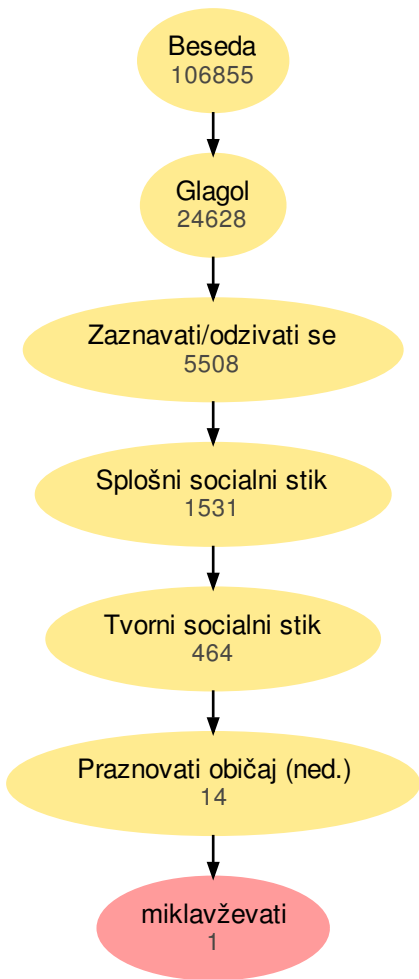 Beseda
106855
Glagol
24628
Zaznavati/odzivati se
5508
Splošni socialni stik
1531
Tvorni socialni stik
464
Praznovati običaj (ned.)
14
miklavževati
1